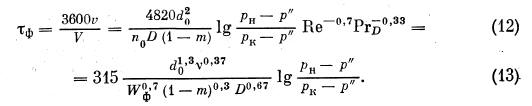 τ_ф = 3600v / V = 4820d_0^2 / n_0 D (1 — m) lg p_н — p″ / p_к — p″ Re^{-0,7} Pr_D^{-0,33} = (12)
= 315 d_0^{1,3} ν^{0,37} / W_ф^{0,7} (1 — m)^{0,3} D^{0,67} lg p_н — p″ / p_к — p″. (13)